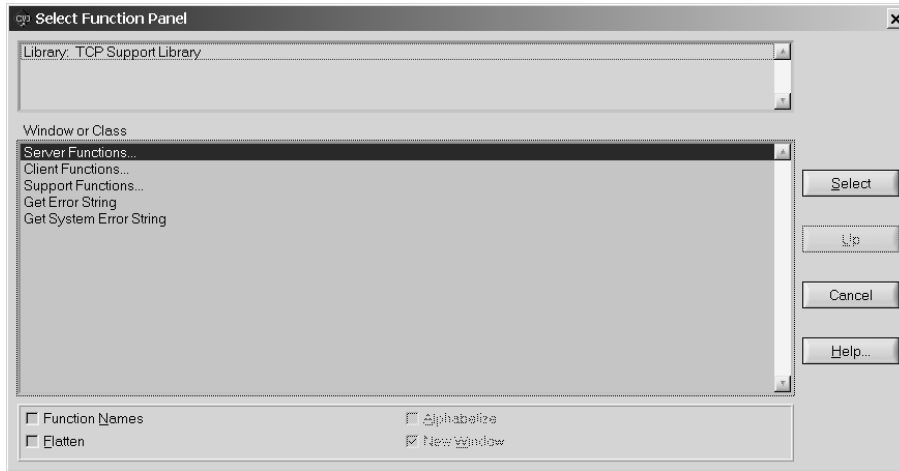 Select Function Panel
Library: TCP Support Library
Window or Class
Server Functions...
Client Functions...
Support Functions...
Get Error String
Get System Error String
Select
Up
Cancel
Help...
Function Names
Alphabetize
Flatten
New Window